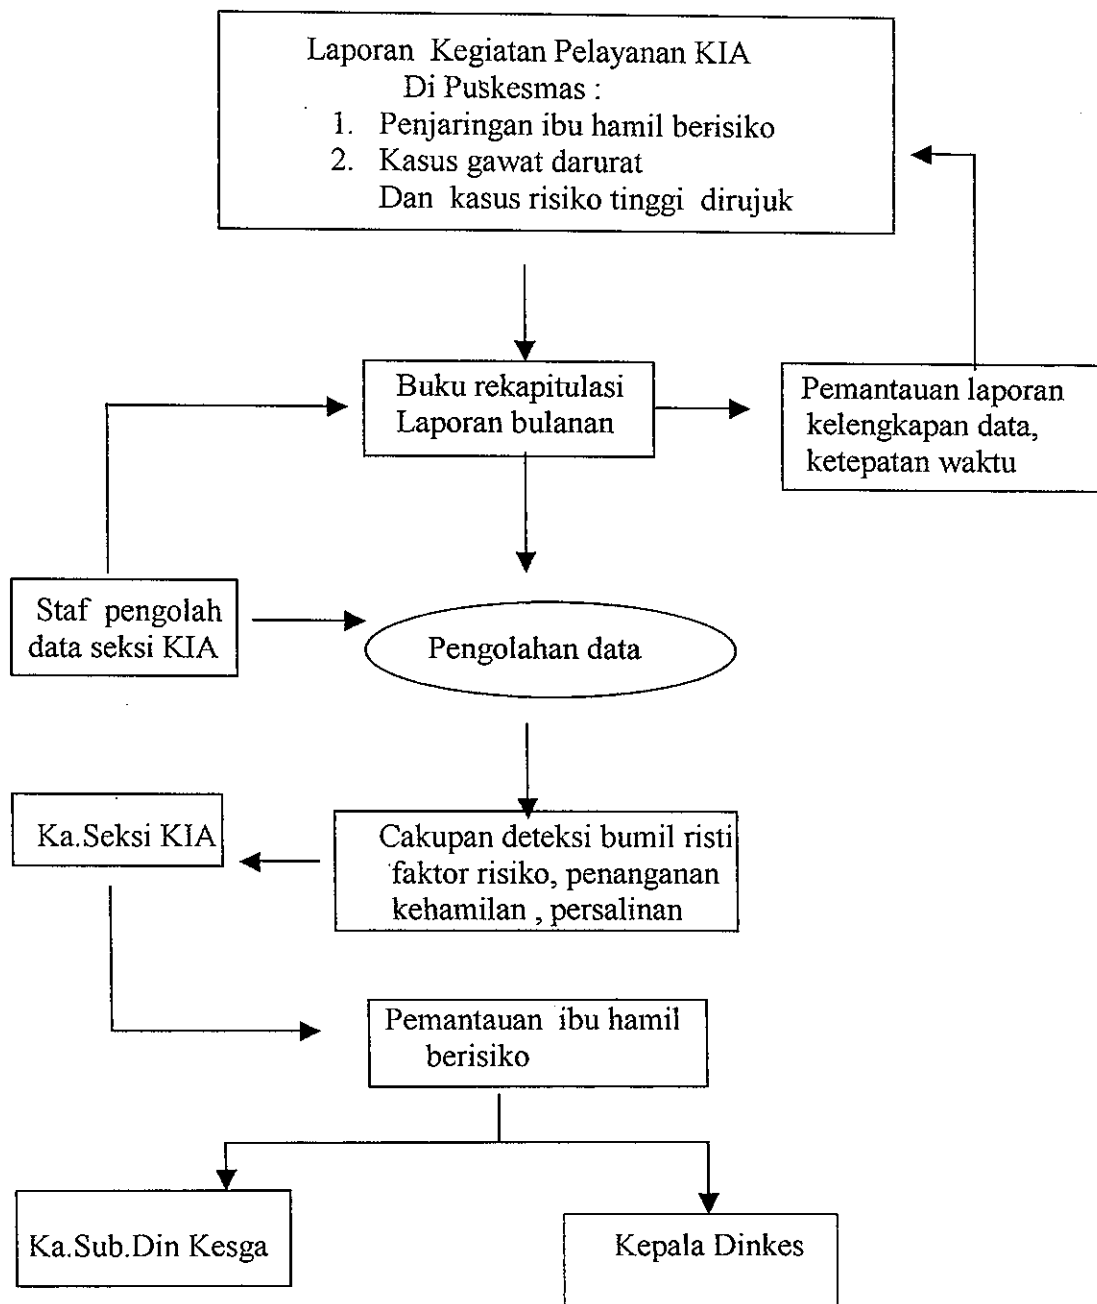 Laporan Kegiatan Pelayanan KIA
Di Puskesmas :
1. Penjaringan ibu hamil berisiko
2. Kasus gawat darurat
Dan kasus risiko tinggi dirujuk
Buku rekapitulasi
Laporan bulanan
Pemantauan laporan
kelengkapan data,
ketepatan waktu
Staf pengolah
data seksi KIA
Pengolahan data
Ka.Seksi KIA
Cakupan deteksi bumil risti
faktor risiko, penanganan
kehamilan , persalinan
Pemantauan ibu hamil
berisiko
Ka.Sub.Din Kesga
Kepala Dinkes